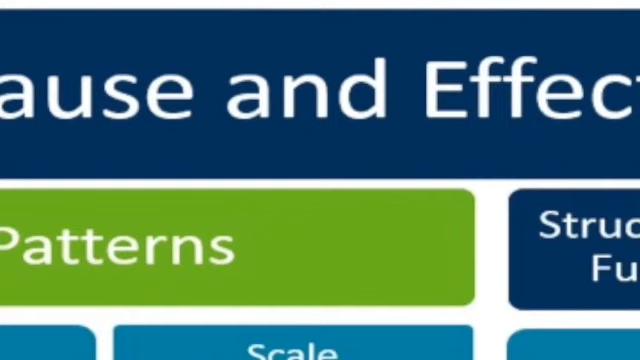 ause and Effec
Patterns
Struc
Fu
Scale